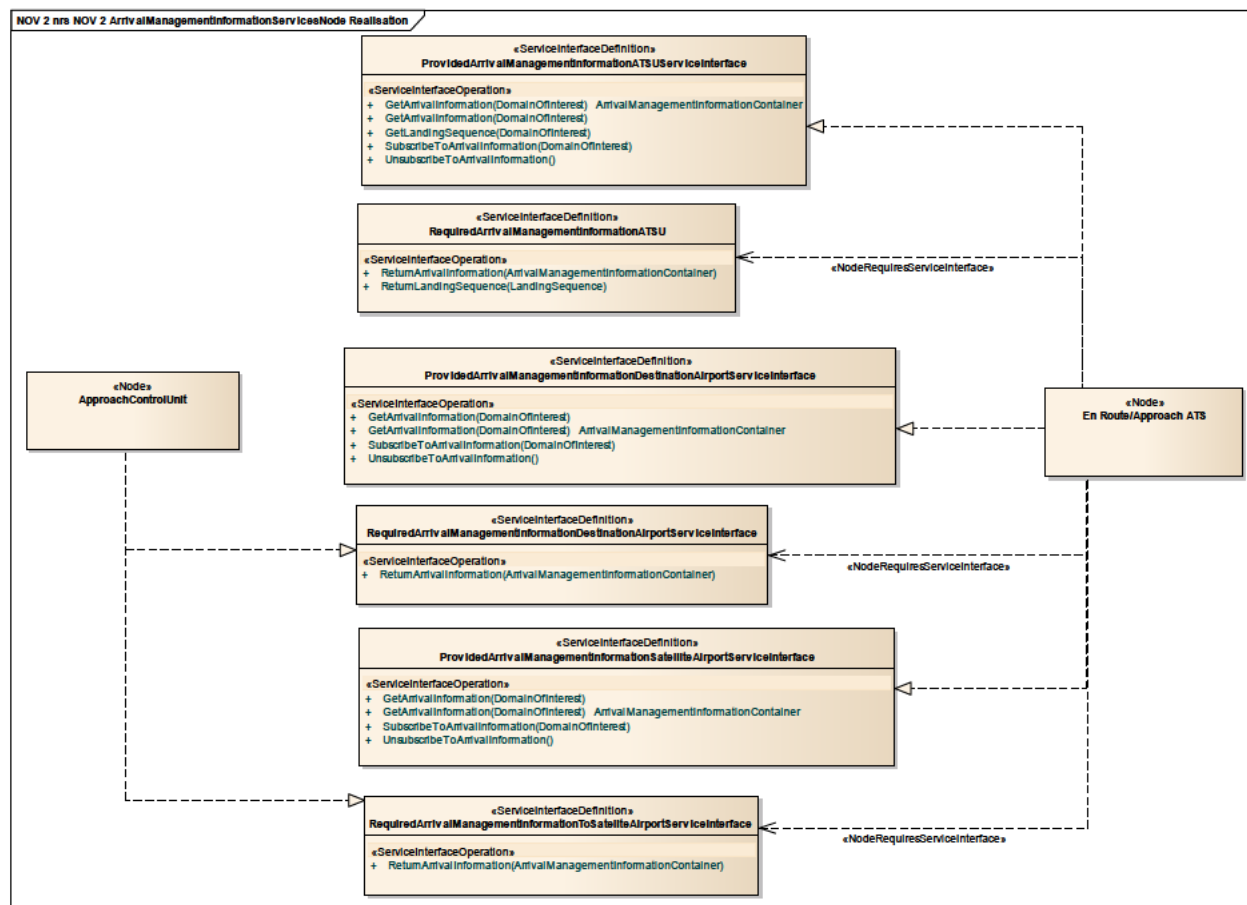 NOV 2 nrs NOV 2 ArrivalManagementInformationServicesNode Realisation
«ServiceInterfaceDefinition»
ProvidedArrivalManagementInformationATSUServiceInterface
«ServiceInterfaceOperation»
+ GetArrivalInformation(DomainOfInterest) ArrivalManagementInformationContainer
+ GetArrivalInformation(DomainOfInterest)
+ GetLandingSequence(DomainOfInterest)
+ SubscribeToArrivalInformation(DomainOfInterest)
+ UnsubscribeToArrivalInformation()
«ServiceInterfaceDefinition»
RequiredArrivalManagementInformationATSU
«ServiceInterfaceOperation»
+ ReturnArrivalInformation(ArrivalManagementInformationContainer)
+ ReturnLandingSequence(LandingSequence)
«NodeRequiresServiceInterface»
«ServiceInterfaceDefinition»
ProvidedArrivalManagementInformationDestinationAirportServiceInterface
«ServiceInterfaceOperation»
+ GetArrivalInformation(DomainOfInterest)
+ GetArrivalInformation(DomainOfInterest) ArrivalManagementInformationContainer
+ SubscribeToArrivalInformation(DomainOfInterest)
+ UnsubscribeToArrivalInformation()
«Node»
ApproachControlUnit
«Node»
En Route/Approach ATS
«ServiceInterfaceDefinition»
RequiredArrivalManagementInformationDestinationAirportServiceInterface
«ServiceInterfaceOperation»
+ ReturnArrivalInformation(ArrivalManagementInformationContainer)
«NodeRequiresServiceInterface»
«ServiceInterfaceDefinition»
ProvidedArrivalManagementInformationSatelliteAirportServiceInterface
«ServiceInterfaceOperation»
+ GetArrivalInformation(DomainOfInterest)
+ GetArrivalInformation(DomainOfInterest) ArrivalManagementInformationContainer
+ SubscribeToArrivalInformation(DomainOfInterest)
+ UnsubscribeToArrivalInformation()
«ServiceInterfaceDefinition»
RequiredArrivalManagementInformationToSateliteAirportServiceInterface
«ServiceInterfaceOperation»
+ ReturnArrivalInformation(ArrivalManagementInformationContainer)
«NodeRequiresServiceInterface»